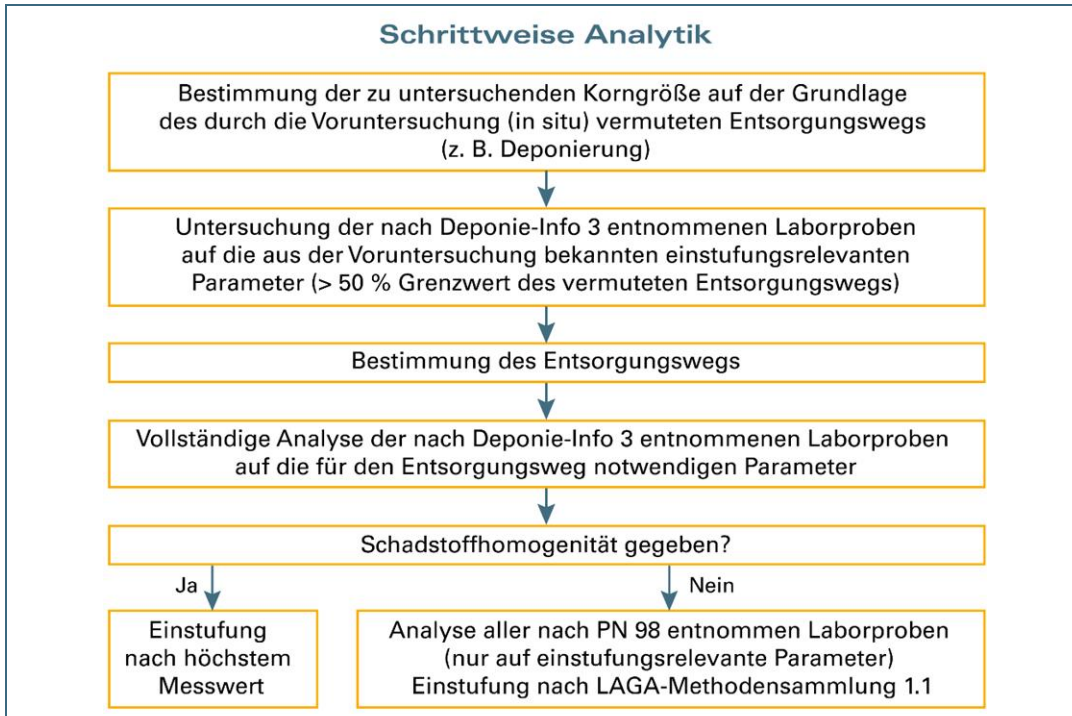 Schrittweise Analytik
Bestimmung der zu untersuchenden Korngröße auf der Grundlage
des durch die Voruntersuchung (in situ) vermuteten Entsorgungswegs
(z. B. Deponierung)
Untersuchung der nach Deponie-Info 3 entnommenen Laborproben
auf die aus der Voruntersuchung bekannten einstufungsrelevanten
Parameter (> 50 % Grenzwert des vermuteten Entsorgungswegs)
Bestimmung des Entsorgungswegs
Vollständige Analyse der nach Deponie-Info 3 entnommenen Laborproben
auf die für den Entsorgungsweg notwendigen Parameter
Schadstoffhomogenität gegeben?
Ja
Nein
Einstufung
nach höchstem
Messwert
Analyse aller nach PN 98 entnommen Laborproben
(nur auf einstufungsrelevante Parameter)
Einstufung nach LAGA-Methodensammlung 1.1